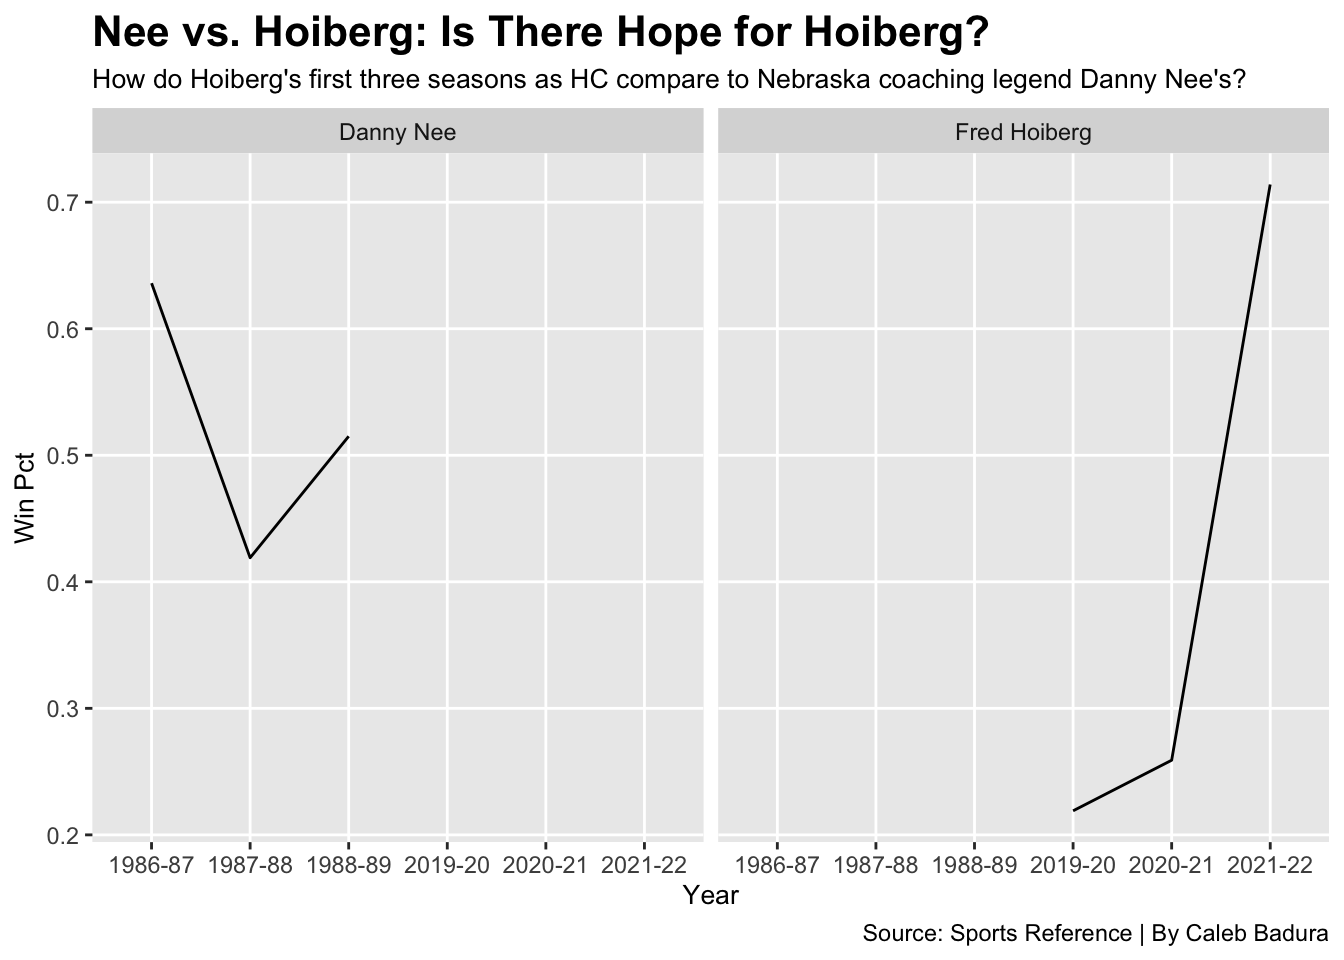 Nee vs. Hoiberg: Is There Hope for Hoiberg?
How do Hoiberg's first three seasons as HC compare to Nebraska coaching legend Danny Nee's?
Danny Nee
Fred Hoiberg
Win Pct
0.7
0.6
0.5
0.4
0.3
0.2
1986-87 1987-88 1988-89 2019-20 2020-21 2021-22
1986-87 1987-88 1988-89 2019-20 2020-21 2021-22
Year
Source: Sports Reference | By Caleb Badura